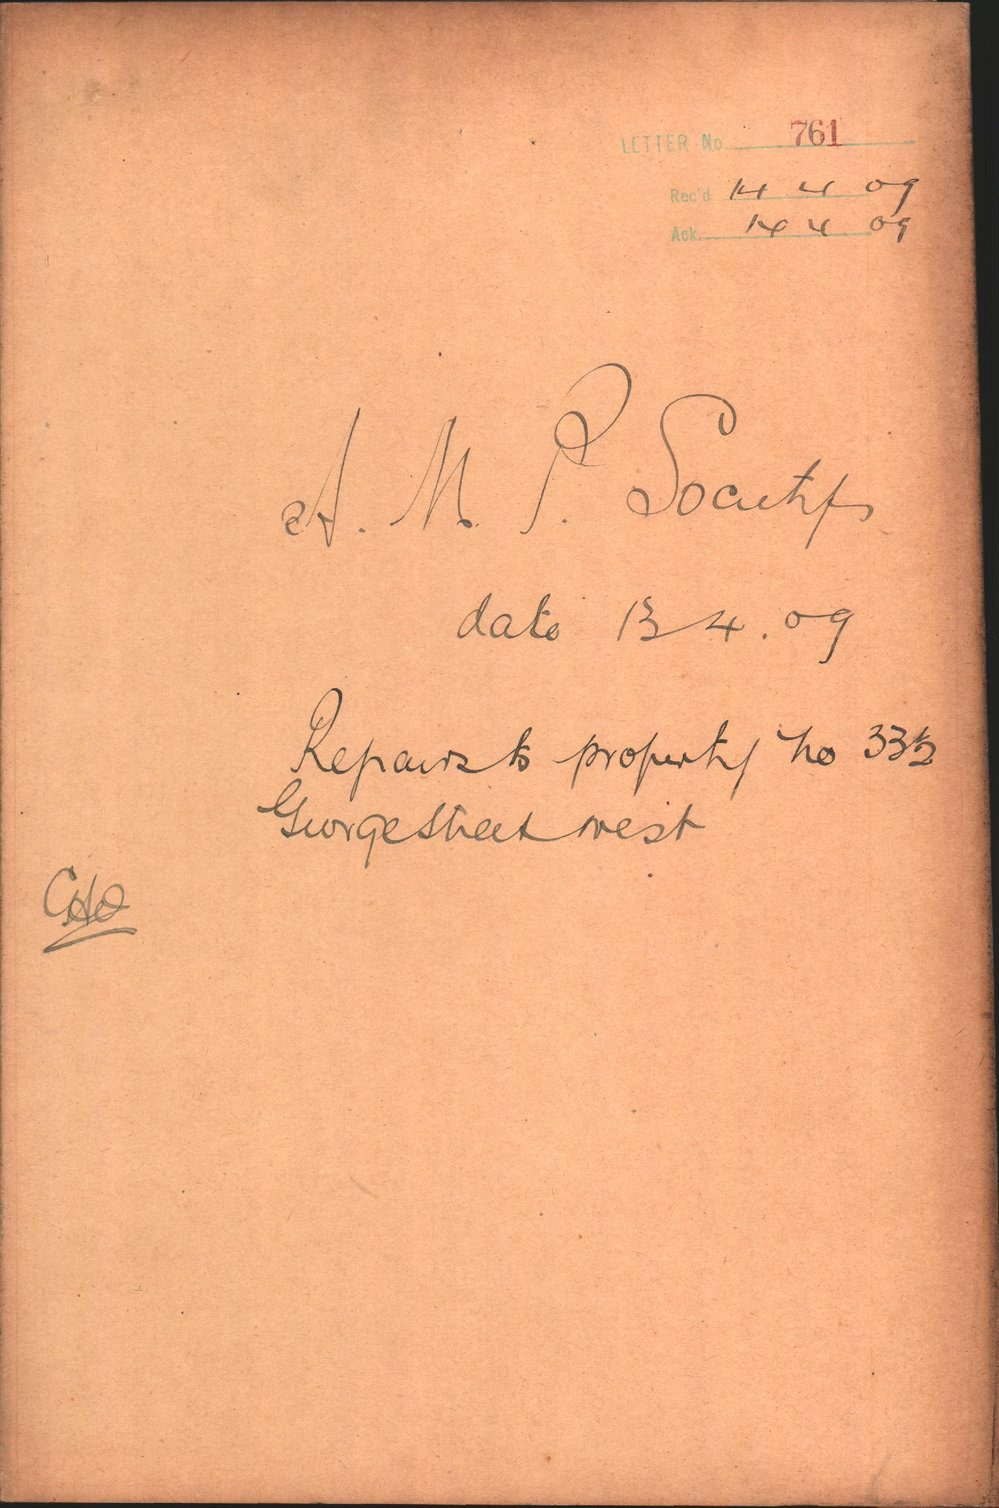 LETTER No. 761
Rec'd 14 4 09
Ack. 14 4 09
A. M. P. Society
date 13 4. 09
Repairs to property No 33½
George Street West
CHO